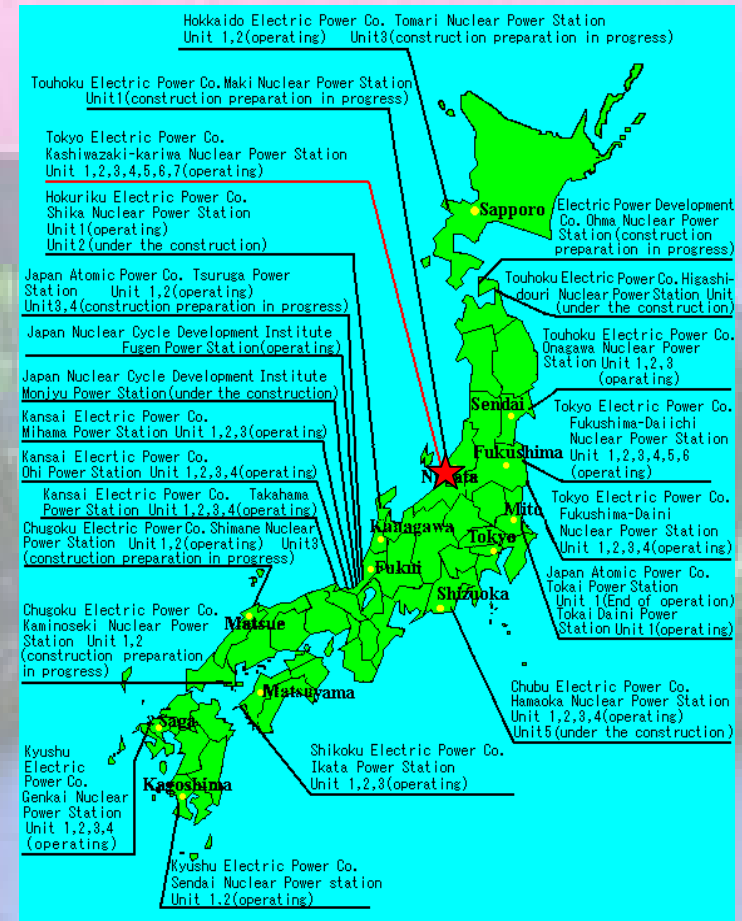 Hokkaido Electric Power Co. Tomari Nuclear Power Station
Unit 1,2(operating) Unit3(construction preparation in progress)
Touhoku Electric Power Co. Maki Nuclear Power Station
Unit1(construction preparation in progress)
Tokyo Electric Power Co.
Kashiwazaki-kariwa Nuclear Power Station
Unit 1,2,3,4,5,6,7(operating)
Hokuriku Electric Power Co.
Shika Nuclear Power Station
Unit1(operating)
Unit2(under the construction)
Japan Atomic Power Co. Tsuruga Power
Station Unit 1,2(operating)
Unit3,4(construction preparation in progress)
Japan Nuclear Cycle Development Institute
Fugen Power Station(operating)
Japan Nuclear Cycle Development Institute
Monjyu Power Station(under the construction)
Kansai Electric Power Co.
Mihama Power Station Unit 1,2,3(operating)
Kansai Elecrtic Power Co.
Ohi Power Station Unit 1,2,3,4(operating)
Kansai Electric Power Co. Takahama
Power Station Unit 1,2,3,4(operating)
Chugoku Electric Power Co. Shimane Nuclear
Power Station Unit 1,2(operating) Unit3
(construction preparation in progress)
Chugoku Electric Power Co.
Kaminoseki Nuclear Power
Station Unit 1,2
(construction preparation
in progress)
Kyushu
Electric
Power Co.
Genkai Nuclear
Power Station
Unit 1,2,3,4
(operating)
Kyushu Electric Power Co.
Sendai Nuclear Power station
Unit 1.2(operating)
Shikoku Electric Power Co.
Ikata Power Station
Unit 1,2,3(operating)
Electric Power Development
Co. Ohma Nuclear Power
Station(construction
preparation in progress)
Touhoku Electric Power Co. Higashi-
douri Nuclear Power Station Unit
(under the construction)
Touhoku Electric Power Co.
Onagawa Nuclear Power
Station Unit 1,2,3
(oparating)
Tokyo Electric Power Co.
Fukushima-Daiichi
Nuclear Power Station
Unit 1,2,3,4,5,6
(operating)
Tokyo Electric Power Co.
Fukushima-Daini
Nuclear Power Station
Unit 1,2,3,4(operating)
Japan Atomic Power Co.
Tokai Power Station
Unit 1(End of operation)
Tokai Daini Power
Station Unit 1(operating)
Chubu Electric Power Co.
Hamaoka Nuclear Power Station
Unit 1,2,3,4(operating)
Unit5(under the construction)
Sapporo
Sendai
Fukushima
Mito
Kanagawa
Tokyo
Fukui
Shizuoka
Matsue
Matsuyama
Saga
Kagoshima